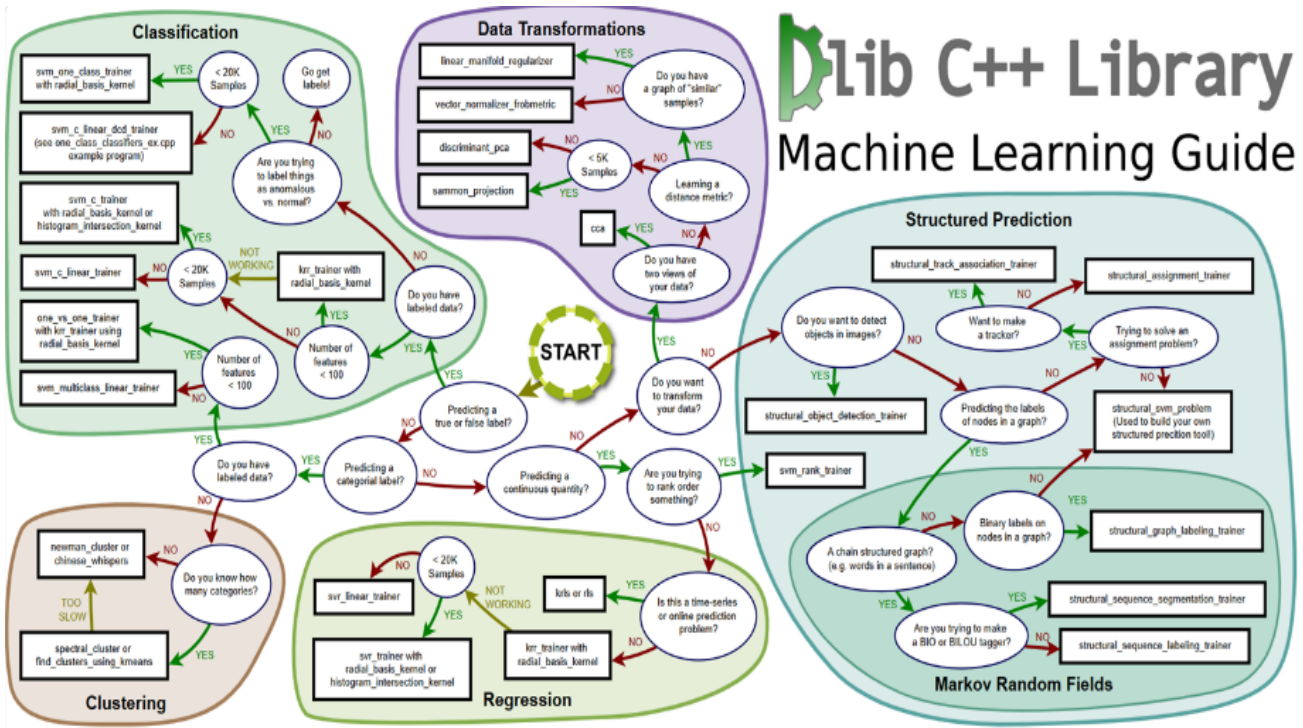 Dlib C++ Library
Machine Learning Guide
Classification
svm_one_class_trainer
with radial_basis_kernel
YES
< 20K
Samples
Go get
labels!
NO
YES
NO
svm_c_linear_dcd_trainer
(see one_class_classifiers_ex.cpp
example program)
Are you trying
to label things
as anomalous
vs. normal?
svm_c_trainer
with radial_basis_kernel or
histogram_intersection_kernel
YES
NOT
WORKING
NO
svm_c_linear_trainer
NO
< 20K
Samples
krr_trainer with
radial_basis_kernel
Do you have
labeled data?
one_vs_one_trainer
with krr_trainer using
radial_basis_kernel
YES
NO
YES
YES
Number of
features
< 100
Number of
features
< 100
svm_multiclass_linear_trainer
NO
YES
YES
Data Transformations
linear_manifold_regularizer
YES
Do you have
a graph of "similar"
samples?
vector_normalizer_frobmetric
NO
YES
discriminant_pca
NO
< 5K
Samples
NO
Learning a
distance metric?
sammon_projection
YES
cca
YES
NO
Do you have
two views of
your data?
START
YES
Do you want
to transform
your data?
NO
Predicting a
true or false label?
NO
NO
Do you have
labeled data?
YES
Predicting a
categorial label?
NO
Predicting a
continuous quantity?
YES
Are you trying
to rank order
something?
YES
svm_rank_trainer
NO
NO
Structured Prediction
structural_track_association_trainer
structural_assignment_trainer
YES
NO
Do you want to detect
objects in images?
Want to make
a tracker?
YES
Trying to solve an
assignment problem?
YES
NO
NO
NO
structural_object_detection_trainer
Predicting the labels
of nodes in a graph?
structural_svm_problem
(Used to build your own
structured precition tool!)
YES
NO
A chain structured graph?
(e.g. words in a sentence)
NO
Binary labels on
nodes in a graph?
YES
structural_graph_labeling_trainer
YES
YES
structural_sequence_segmentation_trainer
Are you trying to make
a BIO or BILOU tagger?
NO
structural_sequence_labeling_trainer
Markov Random Fields
newman_cluster or
chinese_whispers
NO
Do you know how
many categories?
TOO
SLOW
spectral_cluster or
find_clusters_using_kmeans
YES
Clustering
< 20K
Samples
NO
svr_linear_trainer
YES
NOT
WORKING
krls or rls
YES
Is this a time-series
or online prediction
problem?
svr_trainer with
radial_basis_kernel or
histogram_intersection_kernel
krr_trainer with
radial_basis_kernel
NO
Regression